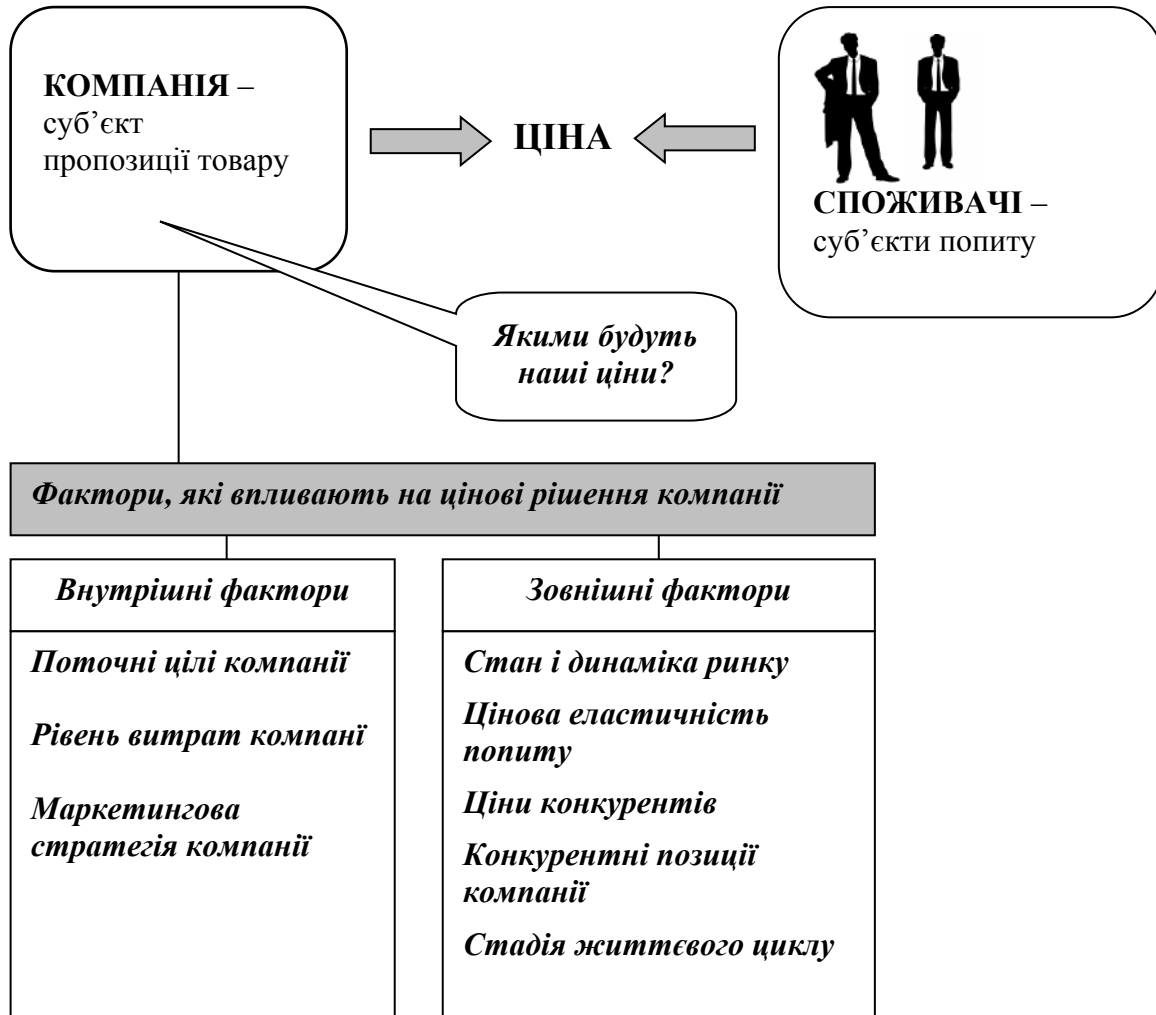 КОМПАНІЯ –
суб’єкт
пропозиції товару
ЦІНА
СПОЖИВАЧІ –
суб’єкти попиту
Якими будуть
наші ціни?
Фактори, які впливають на цінові рішення компанії
Внутрішні фактори
Поточні цілі компанії
Рівень витрат компанї
Маркетингова
стратегія компанії
Зовнішні фактори
Стан і динаміка ринку
Цінова еластичність
попиту
Ціни конкурентів
Конкурентні позиції
компанії
Стадія життєвого циклу